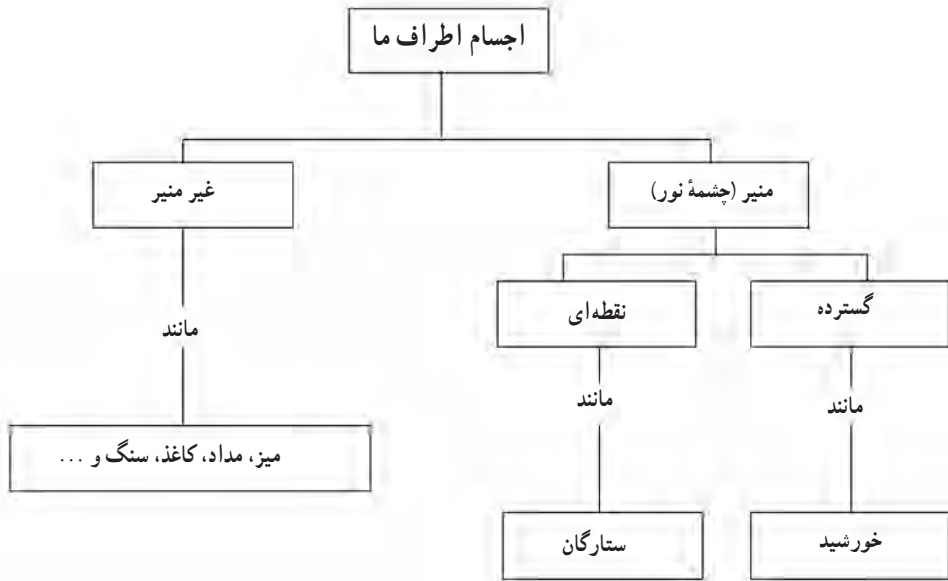 اجسام اطراف ما
منیر (چشمهٔ نور)
غیر منیر
گسترده
نقطه‌ای
مانند
مانند
مانند
میز، مداد، کاغذ، سنگ و ...
خورشید
ستارگان